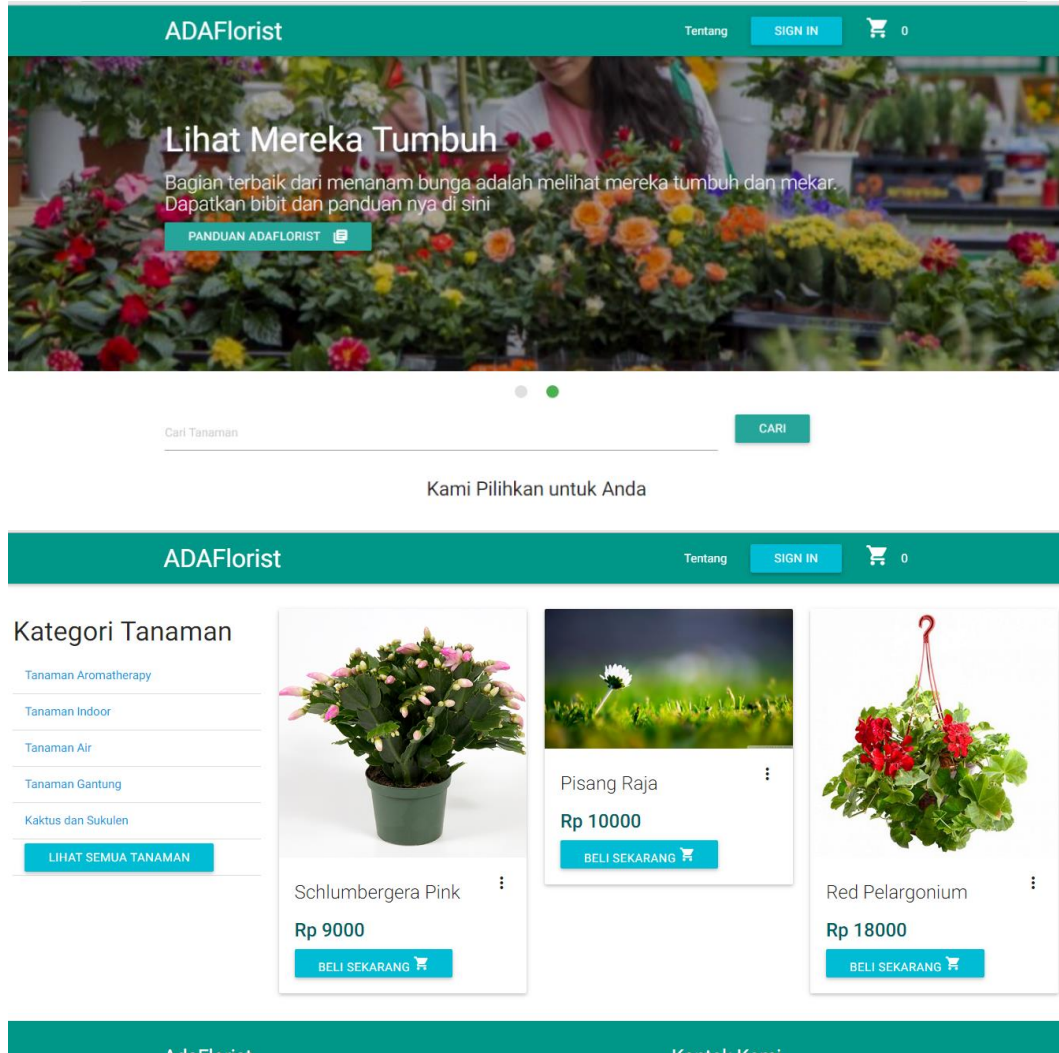 ADAFlorist
Tentang
SIGN IN
0
Lihat Mereka Tumbuh
Bagian terbaik dari menanam bunga adalah melihat mereka tumbuh dan mekar.
Dapatkan bibit dan panduan nya di sini
PANDUAN ADAFLORIST
Cari Tanaman
CARI
Kami Pilihkan untuk Anda
ADAFlorist
Tentang
SIGN IN
0
Kategori Tanaman
Tanaman Aromatherapy
Tanaman Indoor
Tanaman Air
Tanaman Gantung
Kaktus dan Sukulen
LIHAT SEMUA TANAMAN
Schlumbergera Pink
Rp 9000
BELI SEKARANG
Pisang Raja
Rp 10000
BELI SEKARANG
Red Pelargonium
Rp 18000
BELI SEKARANG
AdaFlorist
Kontak Kami